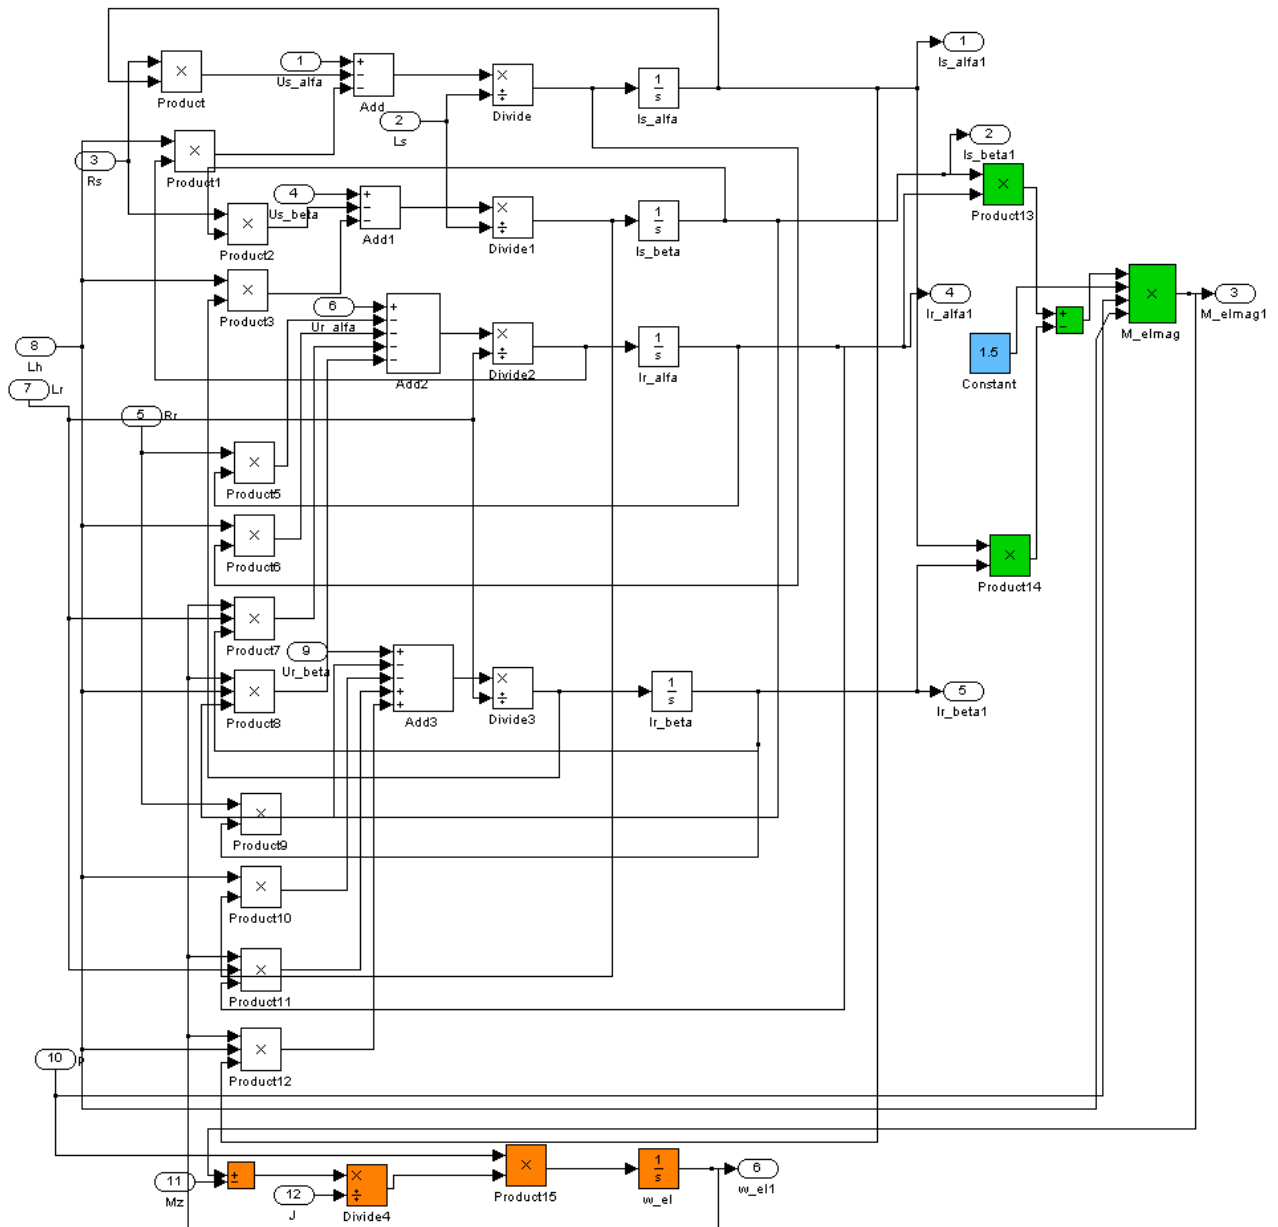 1
Us_alfa
Product
Add
Divide
1
s
Is_alfa
1
Is_alfa1
2
Ls
3
Rs
Product1
2
Is_beta1
4
Us_beta
Product2
Add1
Divide1
1
s
Is_beta
Product13
Product3
6
Ur_alfa
Add2
Divide2
1
s
Ir_alfa
4
Ir_alfa1
M_elmag
3
M_elmag1
8
Lh
7
Lr
1.5
Constant
5
Rr
Product5
Product6
Product14
Product7
9
Ur_beta
Product8
Add3
Divide3
1
s
Ir_beta
5
Ir_beta1
Product9
Product10
Product11
10
p
Product12
11
Mz
12
J
Divide4
Product15
1
s
w_el
6
w_el1